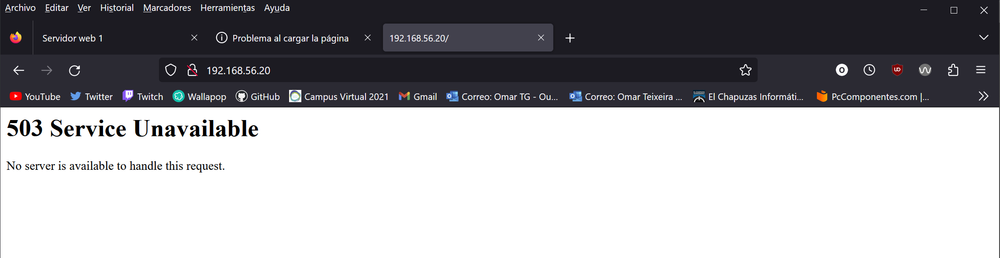 Archivo Editar Ver Historial Marcadores Herramientas Ayuda
Servidor web 1 Problema al cargar la página 192.168.56.20/
192.168.56.20
YouTube Twitter Twitch Wallapop GitHub Campus Virtual 2021 Gmail Correo: Omar TG - Ou... Correo: Omar Teixeira ... El Chapuzas Informáti... PcComponentes.com |...
503 Service Unavailable
No server is available to handle this request.